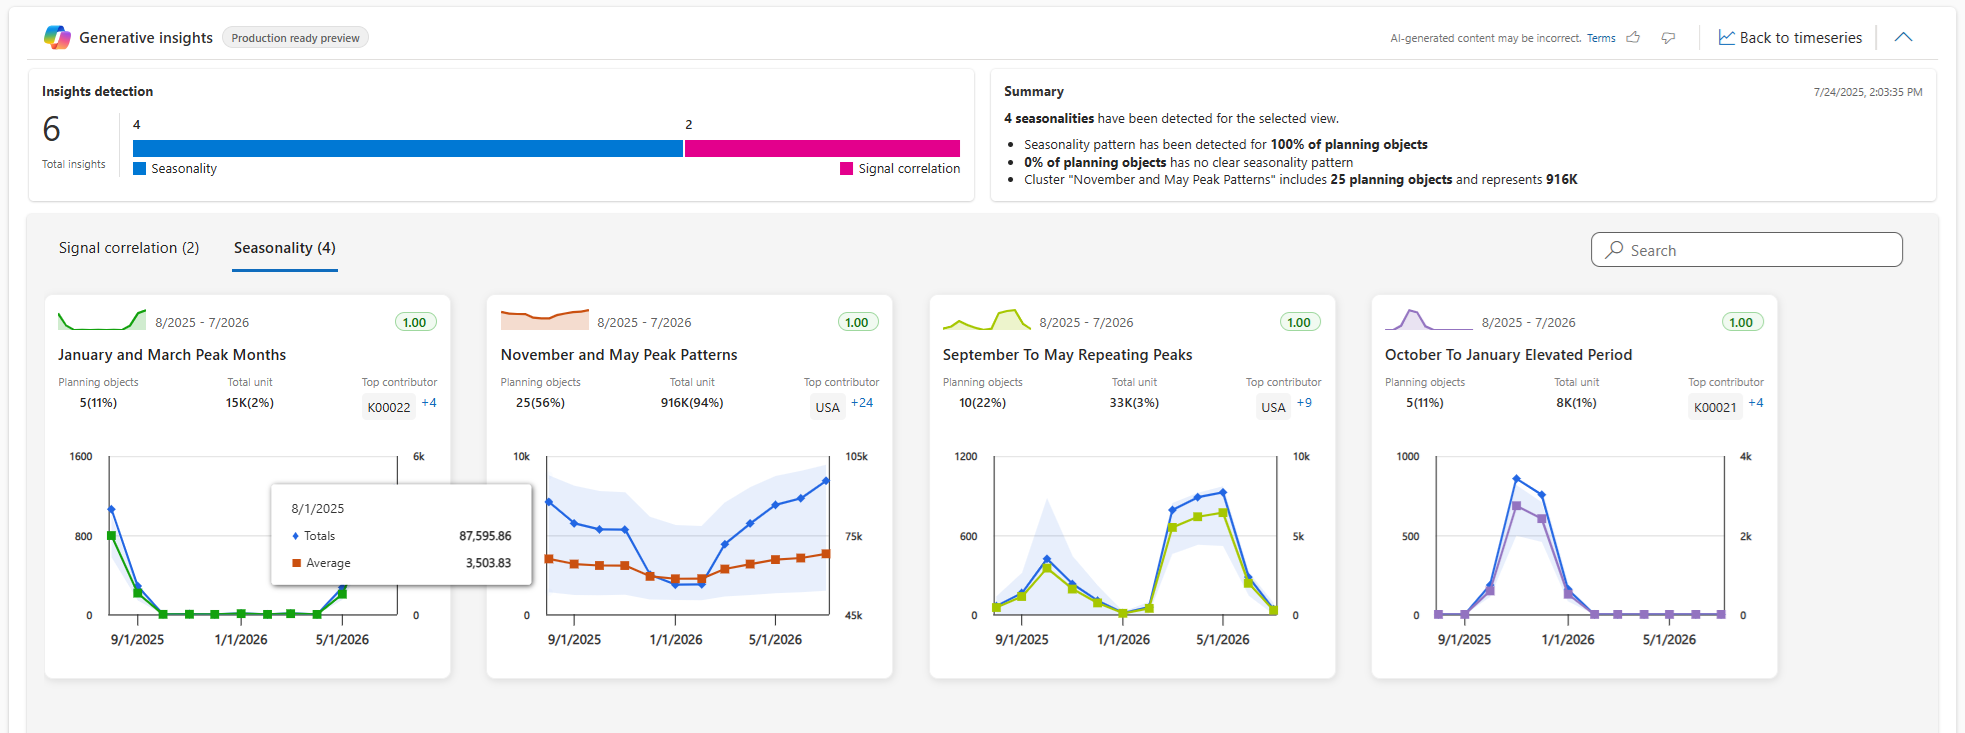 Generative insights
Production ready preview
AI-generated content may be incorrect. Terms
Back to timeseries
Insights detection
6
Total insights
4
2
Seasonality
Signal correlation
Summary
7/24/2025, 2:03:35 PM
4 seasonalities have been detected for the selected view.
• Seasonality pattern has been detected for 100% of planning objects
• 0% of planning objects has no clear seasonality pattern
• Cluster "November and May Peak Patterns" includes 25 planning objects and represents 916K
Signal correlation (2)
Seasonality (4)
Search
8/2025 - 7/2026
1.00
January and March Peak Months
Planning objects
Total unit
Top contributor
5(11%)
15K(2%)
K00022
+4
1600
800
0
6k
0
9/1/2025
1/1/2026
5/1/2026
8/1/2025
Totals
87,595.86
Average
3,503.83
8/2025 - 7/2026
1.00
November and May Peak Patterns
Planning objects
Total unit
Top contributor
25(56%)
916K(94%)
USA
+24
10k
0
105k
75k
45k
9/1/2025
1/1/2026
5/1/2026
8/2025 - 7/2026
1.00
September To May Repeating Peaks
Planning objects
Total unit
Top contributor
10(22%)
33K(3%)
USA
+9
1200
600
0
10k
5k
0
9/1/2025
1/1/2026
5/1/2026
8/2025 - 7/2026
1.00
October To January Elevated Period
Planning objects
Total unit
Top contributor
5(11%)
8K(1%)
K00021
+4
1000
500
0
4k
2k
0
9/1/2025
1/1/2026
5/1/2026